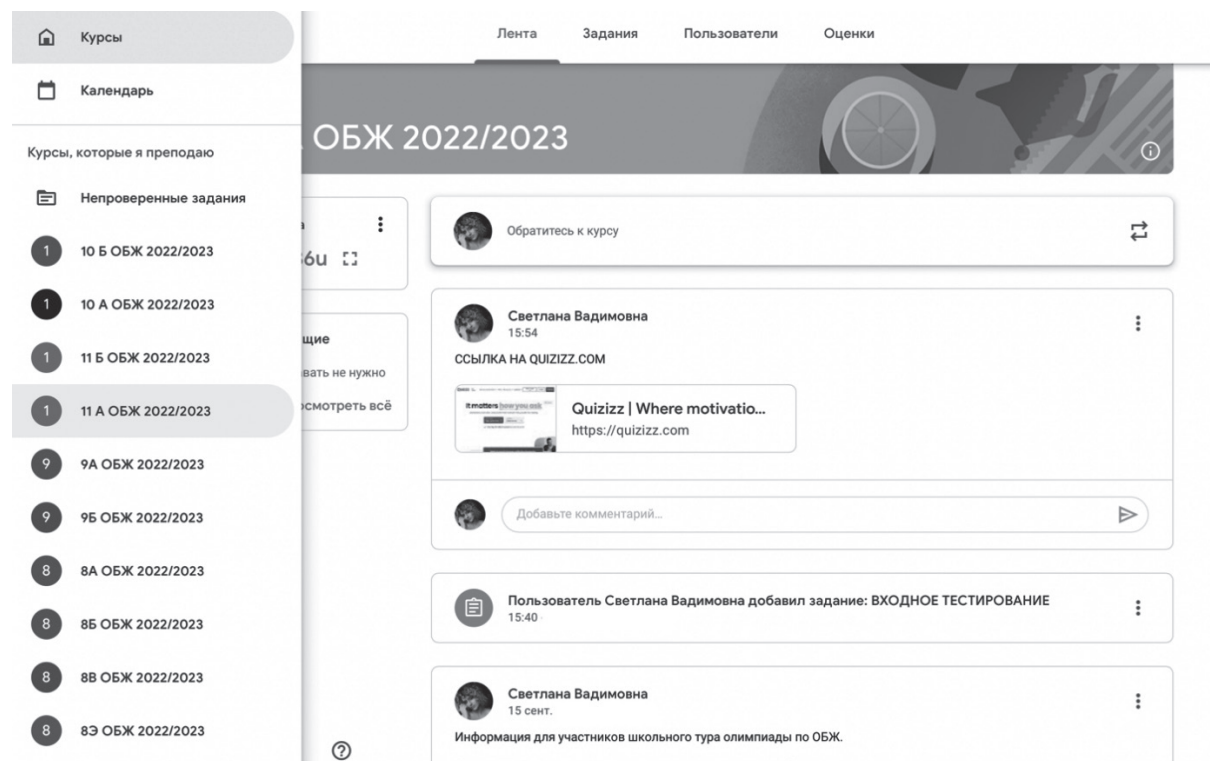 Курсы
Календарь
Курсы, которые я преподаю
Непроверенные задания
1 10 Б ОБЖ 2022/2023
1 10 А ОБЖ 2022/2023
1 11 Б ОБЖ 2022/2023
1 11 А ОБЖ 2022/2023
9 9А ОБЖ 2022/2023
9 9Б ОБЖ 2022/2023
8 8А ОБЖ 2022/2023
8 8Б ОБЖ 2022/2023
8 8В ОБЖ 2022/2023
8 8Э ОБЖ 2022/2023
Лента Задания Пользователи Оценки
ОБЖ 2022/2023
6u
щие
вать не нужно
осмотреть всё
Обратитесь к курсу
Светлана Вадимовна
15:54
ССЫЛКА НА QUIZIZZ.COM
it matters how you ask
Quizizz | Where motivatio...
https://quizizz.com
Добавьте комментарий...
Пользователь Светлана Вадимовна добавил задание: ВХОДНОЕ ТЕСТИРОВАНИЕ
15:40
Светлана Вадимовна
15 сент.
Информация для участников школьного тура олимпиады по ОБЖ.